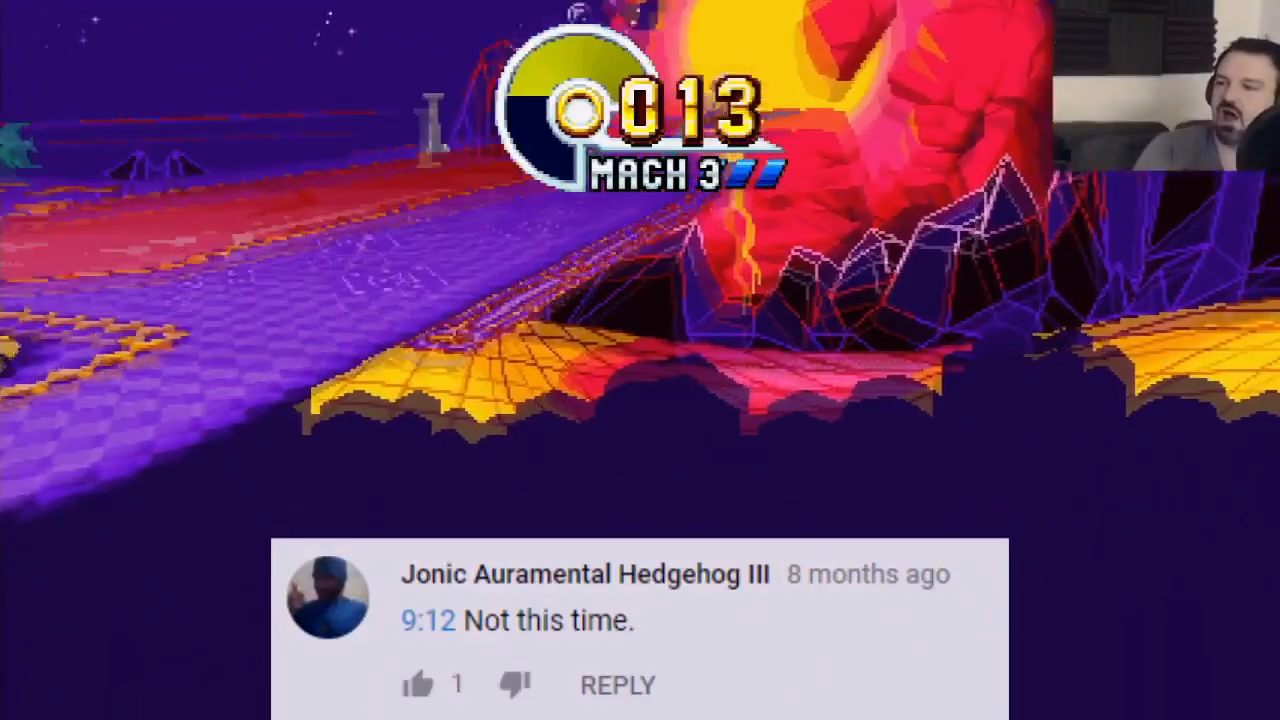 013
MACH 3
Jonic Auramental Hedgehog III 8 months ago
9:12 Not this time.
1 REPLY